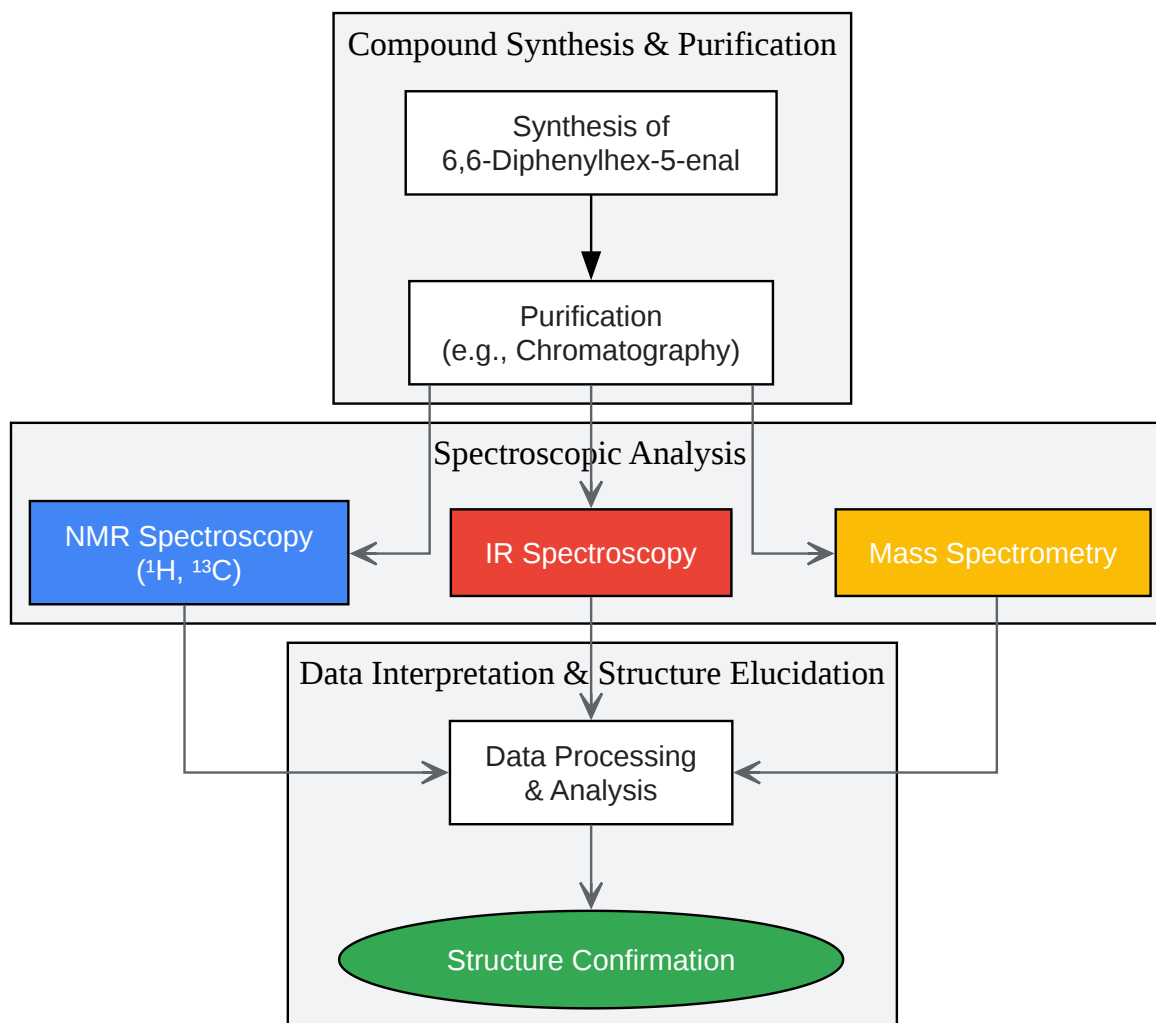 Compound Synthesis & Purification
Synthesis of
6,6-Diphenylhex-5-enal
Purification
(e.g., Chromatography)
Spectroscopic Analysis
NMR Spectroscopy
(¹H, ¹³C)
IR Spectroscopy
Mass Spectrometry
Data Interpretation & Structure Elucidation
Data Processing
& Analysis
Structure Confirmation